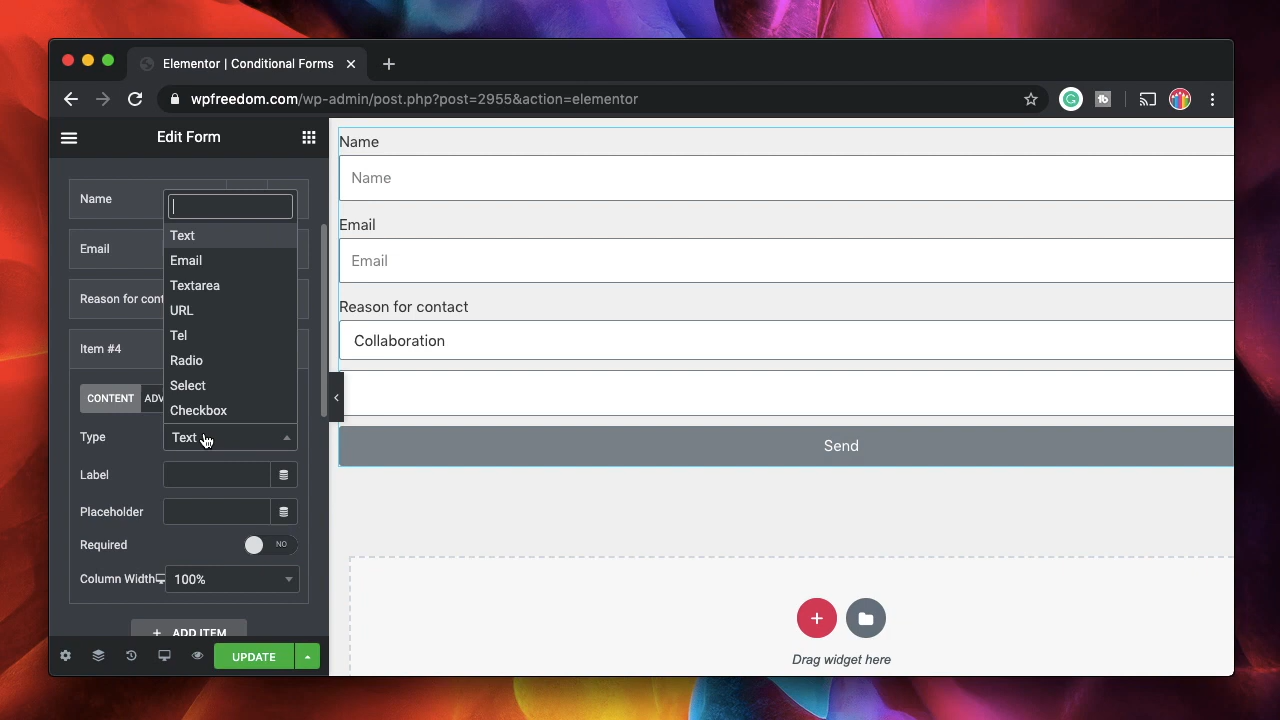 Elementor | Conditional Forms
wpfreedom.com/wp-admin/post.php?post=2955&action=elementor
Edit Form
Name
Email
Reason for cont
Item #4
Text
Email
Textarea
URL
Tel
Radio
Select
Checkbox
CONTENT ADV
Type Text
Label
Placeholder
Required NO
Column Width 100%
+ ADD ITEM
UPDATE
Name
Name
Email
Email
Reason for contact
Collaboration
Send
Drag widget here